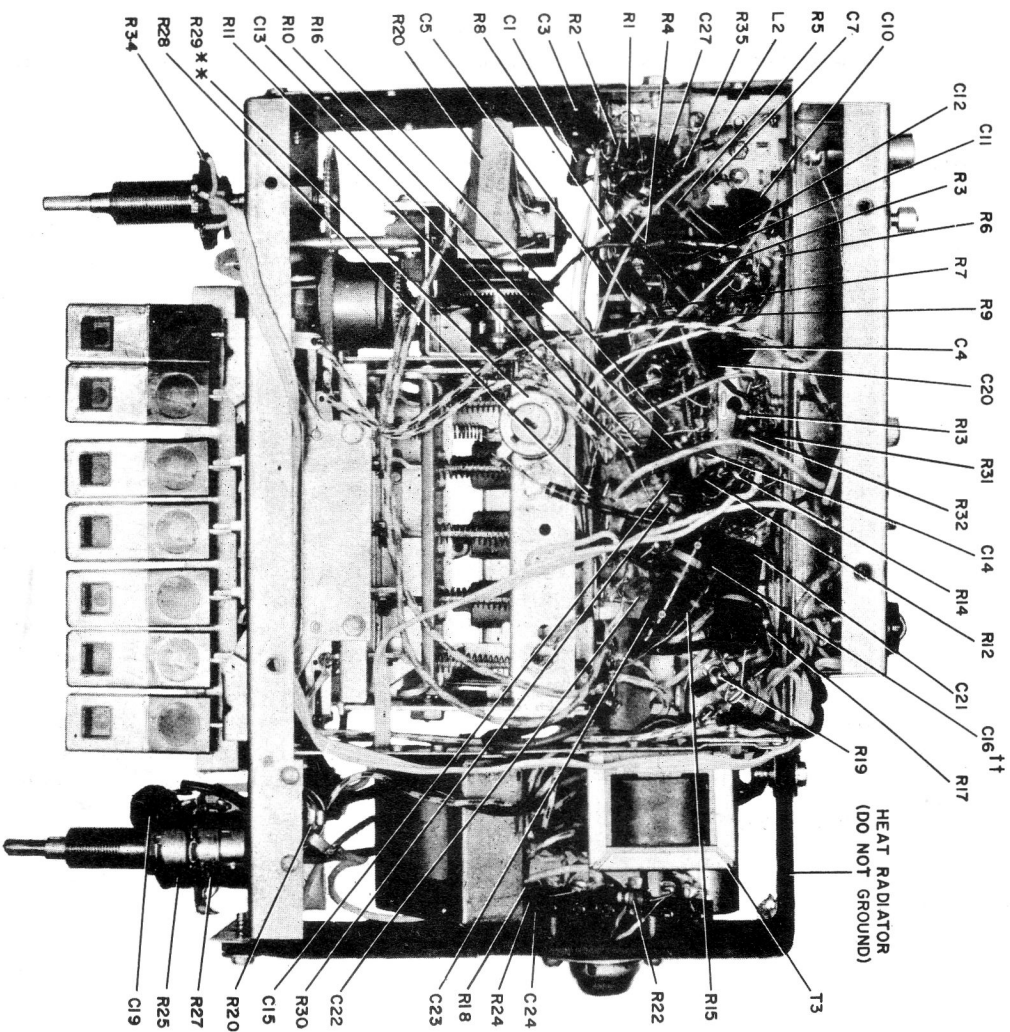 R34
R28
R29**
R11
C13
R10
R16
R20
C5
R8
C1
C3
R2
R1
R4
C27
R35
L2
R5
C7
C10
C12
C11
R3
R6
R7
R9
C4
C20
R13
R31
R32
C14
R14
R12
C21
C16††
R17
R19
HEAT RADIATOR
(DO NOT GROUND)
C19
R25
R27
R20
C15
R30
C22
C23
R18
R24
C24
R22
R15
T3